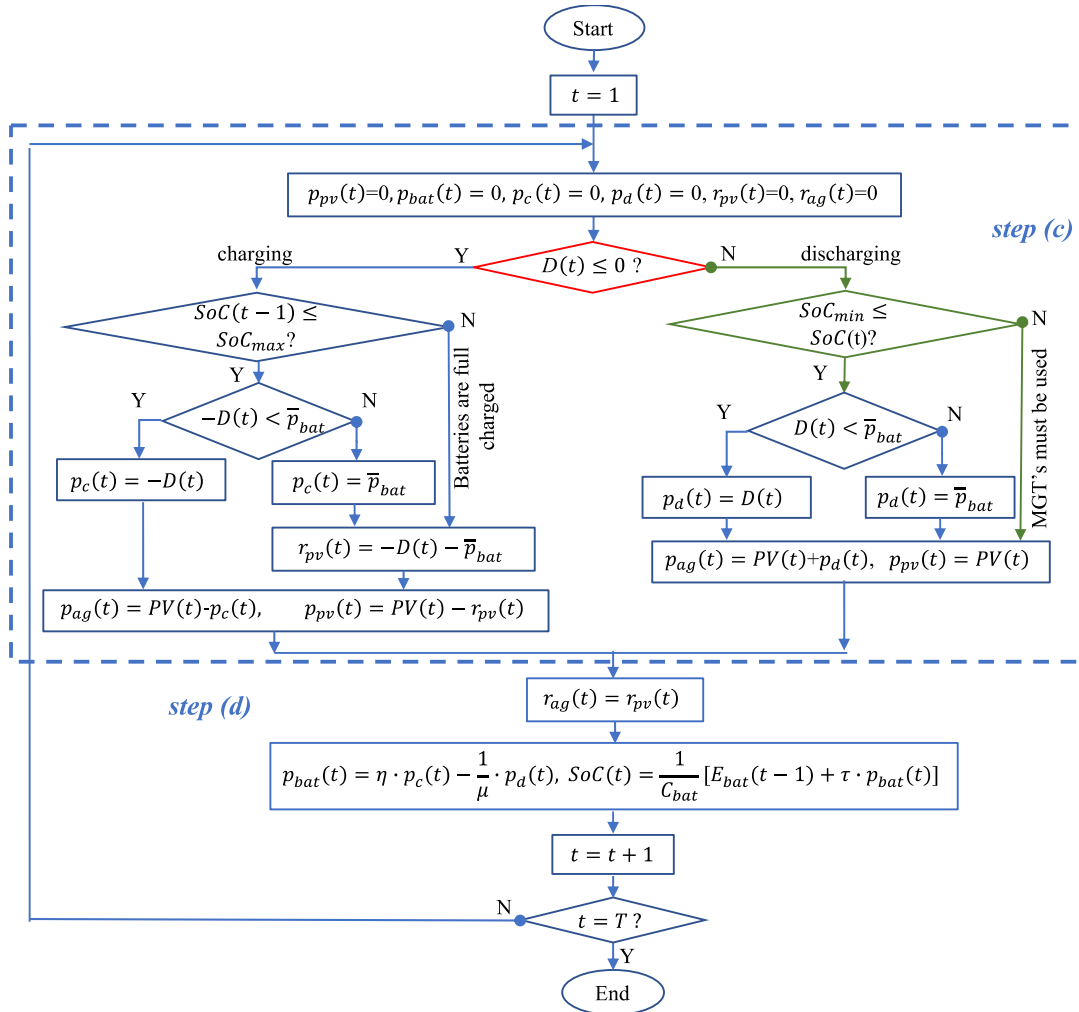 Start
t = 1
p_pv(t)=0, p_bat(t) = 0, p_c(t) = 0, p_d(t) = 0, r_pv(t)=0, r_ag(t)=0
step (c)
charging
Y
D(t) ≤ 0 ?
N
discharging
SoC(t − 1) ≤
SoC_max?
N
Y
SoC_min ≤
SoC(t)?
N
Y
Batteries are full
charged
MGT's must be used
Y
−D(t) < p̅_bat
N
Y
D(t) < p̅_bat
N
p_c(t) = −D(t)
p_c(t) = p̅_bat
p_d(t) = D(t)
p_d(t) = p̅_bat
r_pv(t) = −D(t) − p̅_bat
p_ag(t) = PV(t)+p_d(t), p_pv(t) = PV(t)
p_ag(t) = PV(t)-p_c(t), p_pv(t) = PV(t) − r_pv(t)
step (d)
r_ag(t) = r_pv(t)
p_bat(t) = η · p_c(t) − 1/μ · p_d(t), SoC(t) = 1/C_bat [E_bat(t − 1) + τ · p_bat(t)]
t = t + 1
N
t = T ?
Y
End